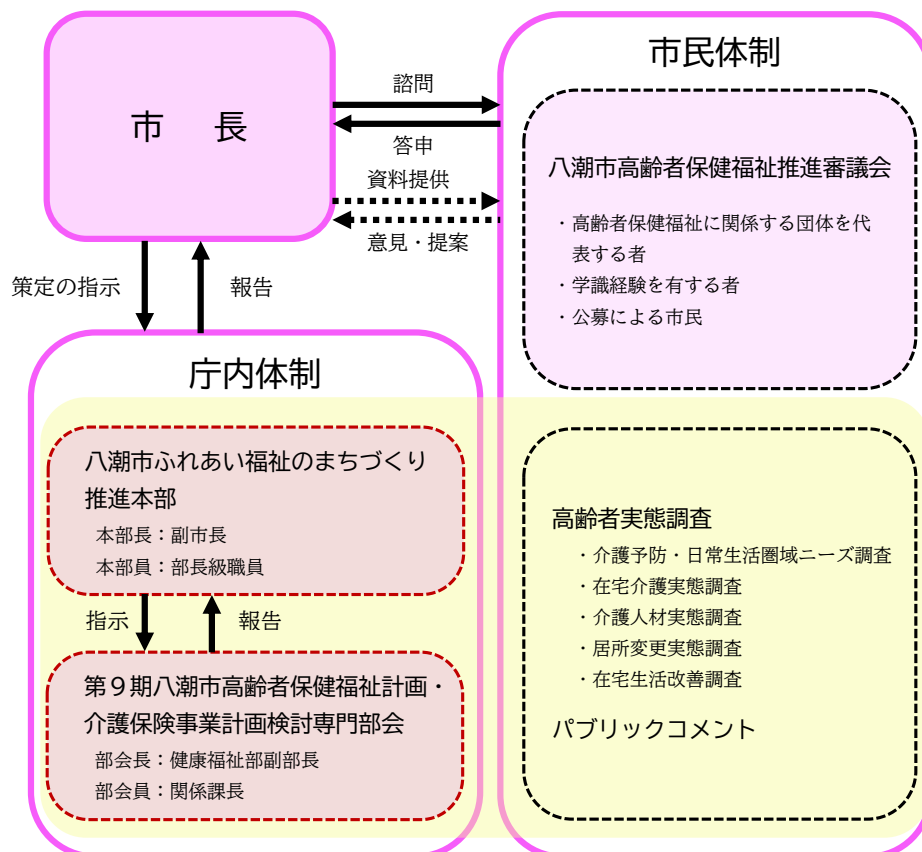 市　長
諮問
答申
資料提供
意見・提案
策定の指示
報告
市民体制
八潮市高齢者保健福祉推進審議会
・高齢者保健福祉に関係する団体を代
表する者
・学識経験を有する者
・公募による市民
庁内体制
八潮市ふれあい福祉のまちづくり
推進本部
本部長：副市長
本部員：部長級職員
指示
報告
第９期八潮市高齢者保健福祉計画・
介護保険事業計画検討専門部会
部会長：健康福祉部副部長
部会員：関係課長
高齢者実態調査
・介護予防・日常生活圏域ニーズ調査
・在宅介護実態調査
・介護人材実態調査
・居所変更実態調査
・在宅生活改善調査
パブリックコメント